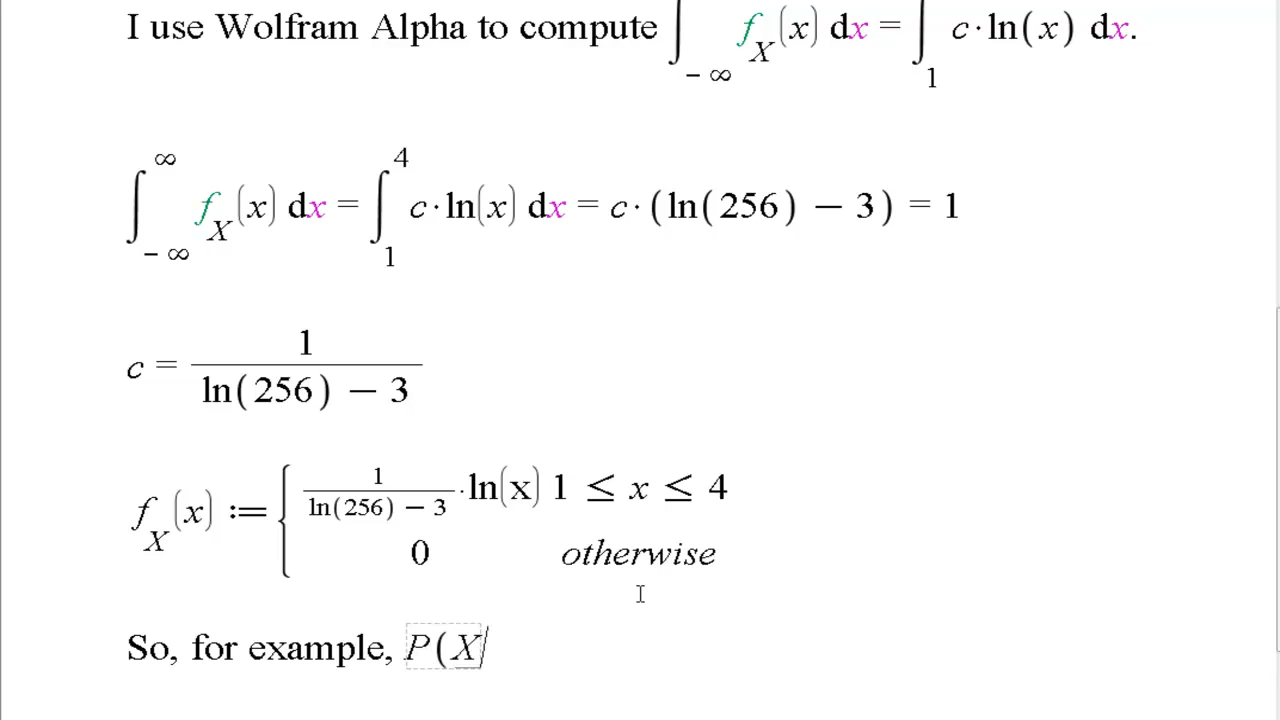 I use Wolfram Alpha to compute ∫_{-∞} f_X(x) dx = ∫_1 c·ln(x) dx.
∫_{-∞}^{∞} f_X(x) dx = ∫_1^4 c·ln(x) dx = c·(ln(256) − 3) = 1
c = 1/(ln(256) − 3)
f_X(x) := { 1/(ln(256) − 3)·ln(x) 1 ≤ x ≤ 4
0 otherwise
So, for example, P(X